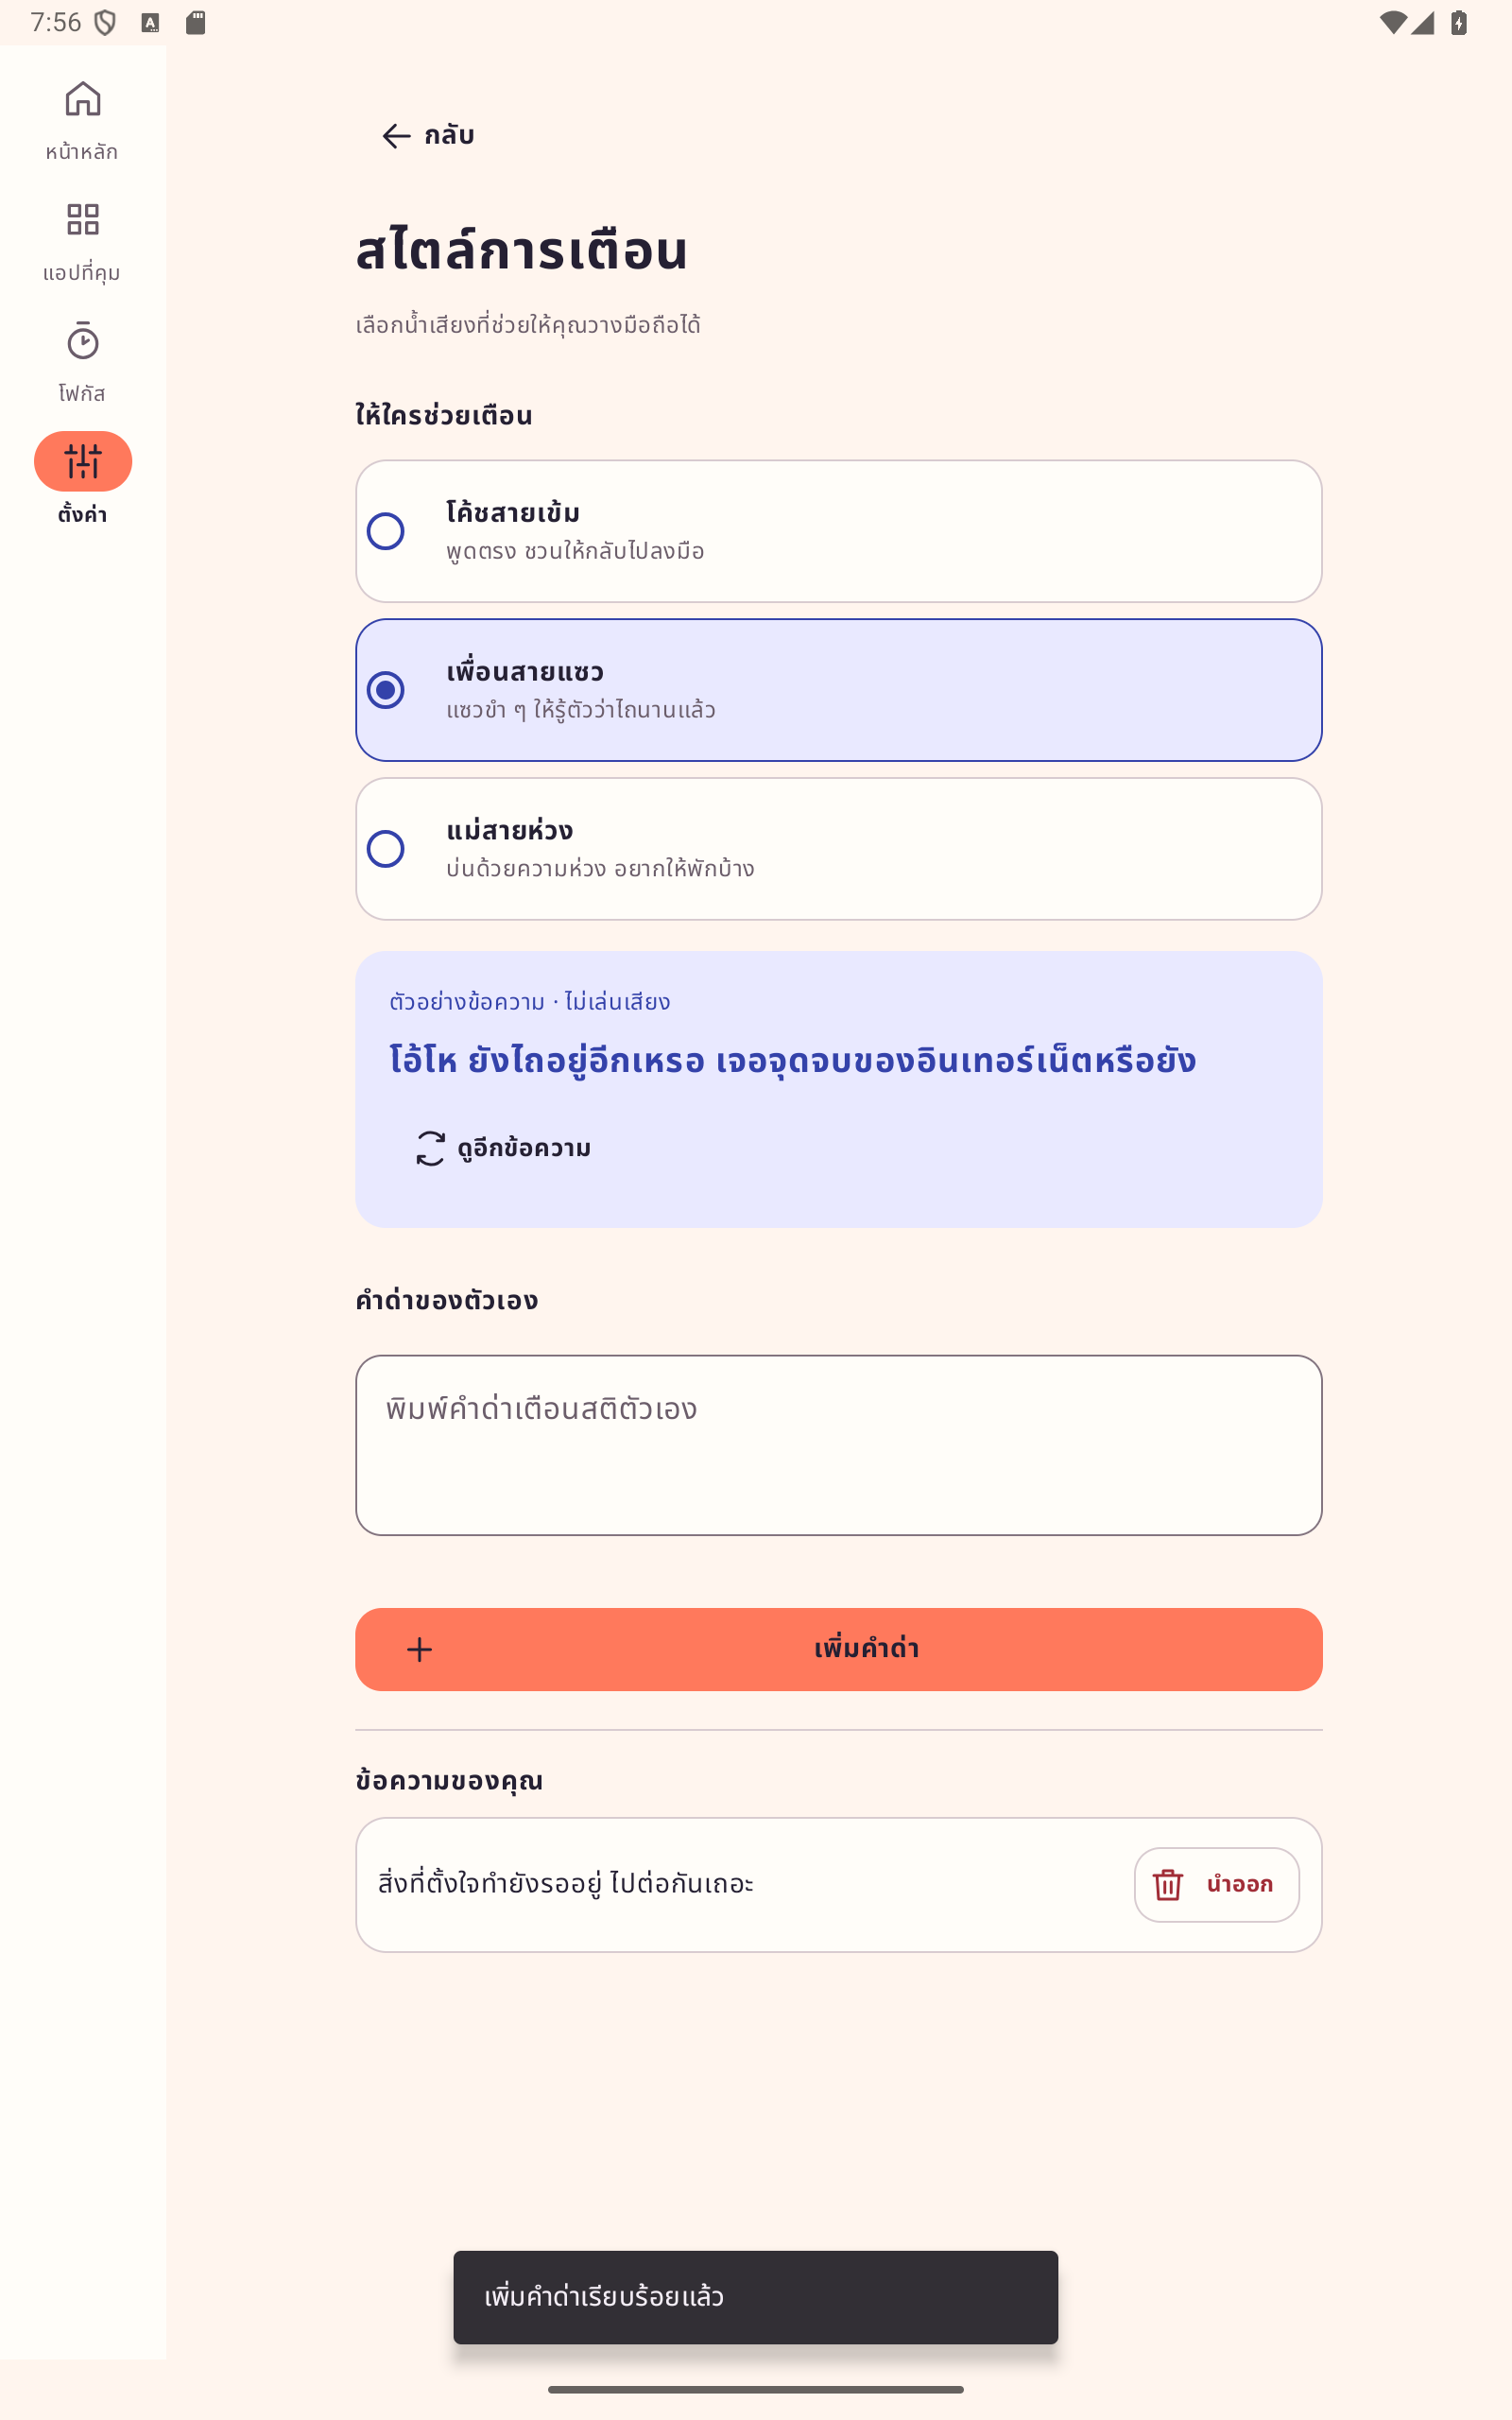 7:56
หน้าหลัก
แอปที่คุม
โฟกัส
ตั้งค่า
กลับ
สไตล์การเตือน
เลือกน้ำเสียงที่ช่วยให้คุณวางมือถือได้
ให้ใครช่วยเตือน
โค้ชสายเข้ม
พูดตรง ชวนให้กลับไปลงมือ
เพื่อนสายแซว
แซวขำ ๆ ให้รู้ตัวว่าไถนานแล้ว
แม่สายห่วง
บ่นด้วยความห่วง อยากให้พักบ้าง
ตัวอย่างข้อความ · ไม่เล่นเสียง
โอ้โห ยังไถอยู่อีกเหรอ เจอจุดจบของอินเทอร์เน็ตหรือยัง
ดูอีกข้อความ
คำด่าของตัวเอง
พิมพ์คำด่าเตือนสติตัวเอง
เพิ่มคำด่า
ข้อความของคุณ
สิ่งที่ตั้งใจทำยังรออยู่ ไปต่อกันเถอะ
นำออก
เพิ่มคำด่าเรียบร้อยแล้ว